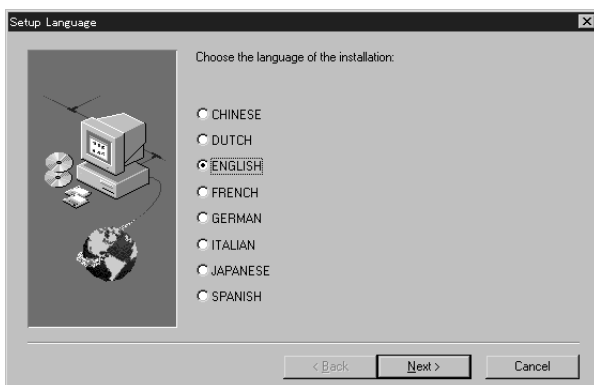 Setup Language
Choose the language of the installation:
CHINESE
DUTCH
ENGLISH
FRENCH
GERMAN
ITALIAN
JAPANESE
SPANISH
< Back
Next >
Cancel